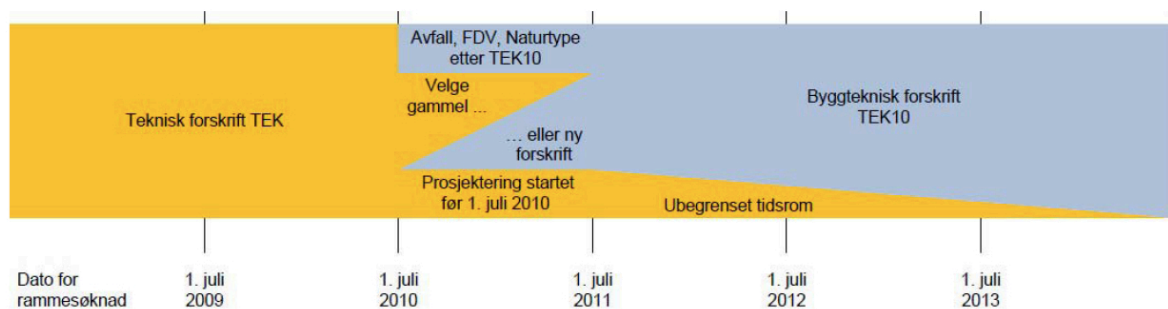 Avfall, FDV, Naturtype
etter TEK10
Velge
gammel ...
Teknisk forskrift TEK
Byggteknisk forskrift
TEK10
... eller ny
forskrift
Prosjektering startet
før 1. juli 2010
Ubegrenset tidsrom
Dato for
rammesøknad
1. juli
2009
1. juli
2010
1. juli
2011
1. juli
2012
1. juli
2013